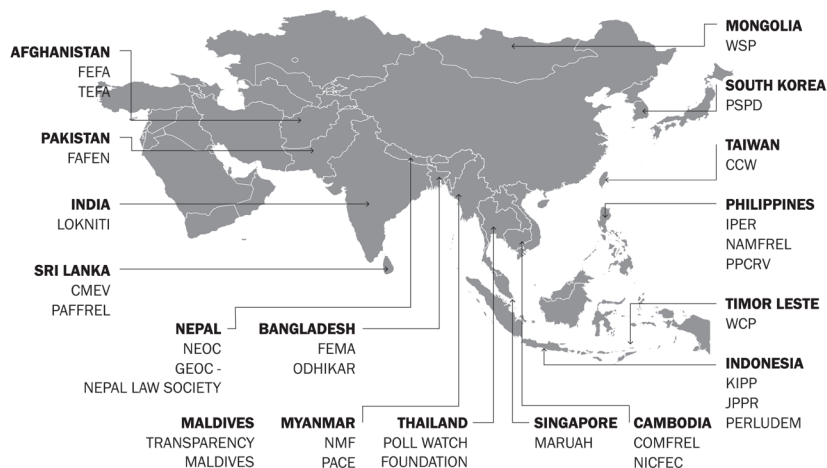 AFGHANISTAN
FEFA
TEFA
PAKISTAN
FAFEN
INDIA
LOKNITI
SRI LANKA
CMEV
PAFFREL
NEPAL
NEOC
GEOC -
NEPAL LAW SOCIETY
BANGLADESH
FEMA
ODHIKAR
MALDIVES
TRANSPARENCY
MALDIVES
MYANMAR
NMF
PACE
THAILAND
POLL WATCH
FOUNDATION
SINGAPORE
MARUAH
CAMBODIA
COMFREL
NICFEC
MONGOLIA
WSP
SOUTH KOREA
PSPD
TAIWAN
CCW
PHILIPPINES
IPER
NAMFREL
PPCRV
TIMOR LESTE
WCP
INDONESIA
KIPP
JPPR
PERLUDEM